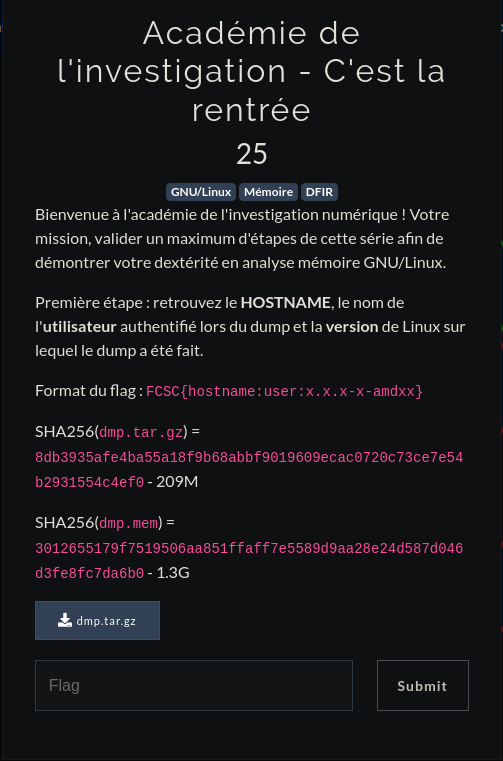 Académie de
l'investigation - C'est la
rentrée
25
GNU/Linux Mémoire DFIR
Bienvenue à l'académie de l'investigation numérique ! Votre
mission, valider un maximum d'étapes de cette série afin de
démontrer votre dextérité en analyse mémoire GNU/Linux.
Première étape : retrouvez le HOSTNAME, le nom de
l'utilisateur authentifié lors du dump et la version de Linux sur
lequel le dump a été fait.
Format du flag : FCSC{hostname:user:x.x.x-x-amdxx}
SHA256(dmp.tar.gz) =
8db3935afe4ba55a18f9b68abbf9019609ecac0720c73ce7e54
b2931554c4ef0 - 209M
SHA256(dmp.mem) =
3012655179f7519506aa851ffaff7e5589d9aa28e24d587d046
d3fe8fc7da6b0 - 1.3G
dmp.tar.gz
Flag
Submit